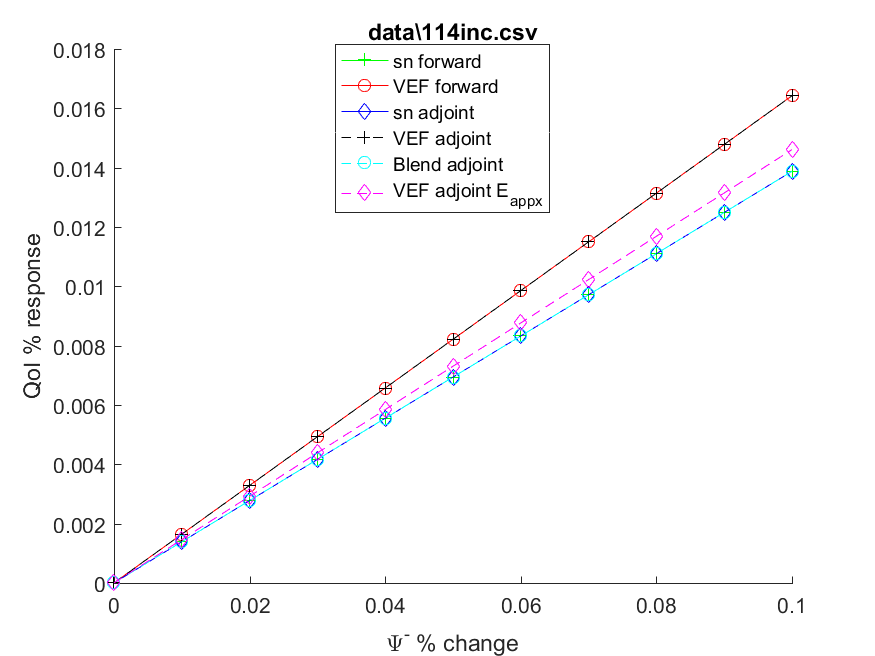 data\114inc.csv
sn forward
VEF forward
sn adjoint
VEF adjoint
Blend adjoint
VEF adjoint E_appx
0.018
0.016
0.014
0.012
0.01
0.008
0.006
0.004
0.002
0
QoI % response
0 0.02 0.04 0.06 0.08 0.1
Ψ⁻ % change